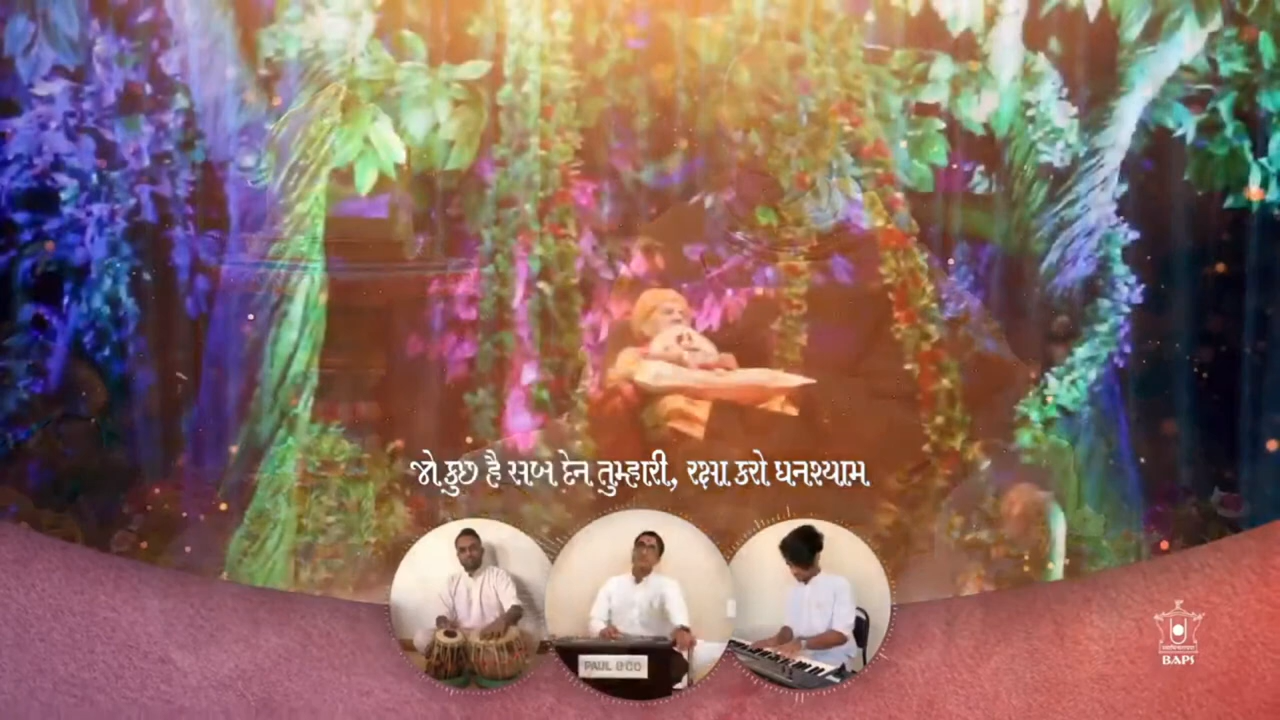 જો કુછ હૈ સબ દેન તુમ્હારી, રક્ષા કરો ઘનશ્યામ
PAUL & CO
BAPS